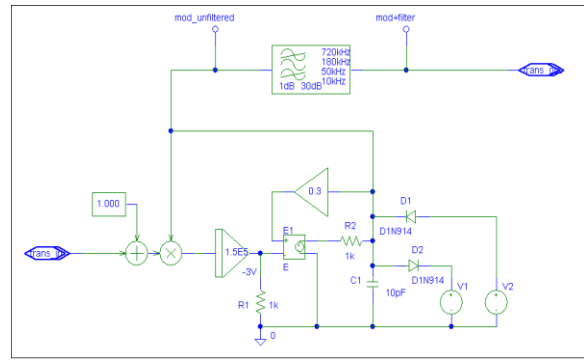 mod_unfiltered
mod+filter
720kHz
180kHz
50kHz
10kHz
1dB 30dB
1.000
0.3
D1
D1N914
E1
E
R2
1k
D2
D1N914
1.5E5
-3V
R1
1k
C1
10pF
V1
V2
0
+
-